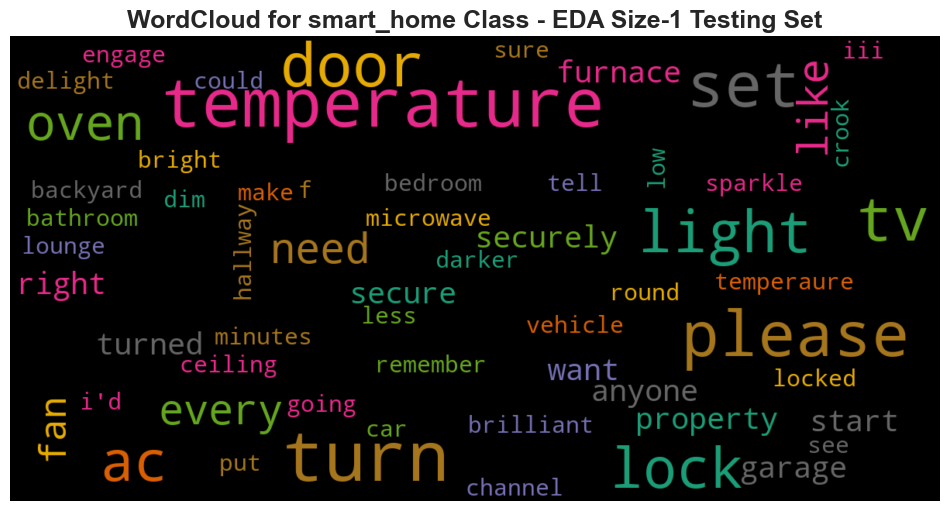 WordCloud for smart_home Class - EDA Size-1 Testing Set
engage
door
sure
iii
delight
could
furnace
set
like
temperature
oven
crook
bright
low
backyard
dim
make
f
bedroom
tell
sparkle
bathroom
hallway
microwave
light
tv
lounge
need
securely
darker
right
secure
round
temperaure
less
vehicle
please
turned
minutes
ceiling
remember
want
locked
anyone
i'd
every
going
fan
car
brilliant
property
start
ac
put
turn
lock
see
garage
channel